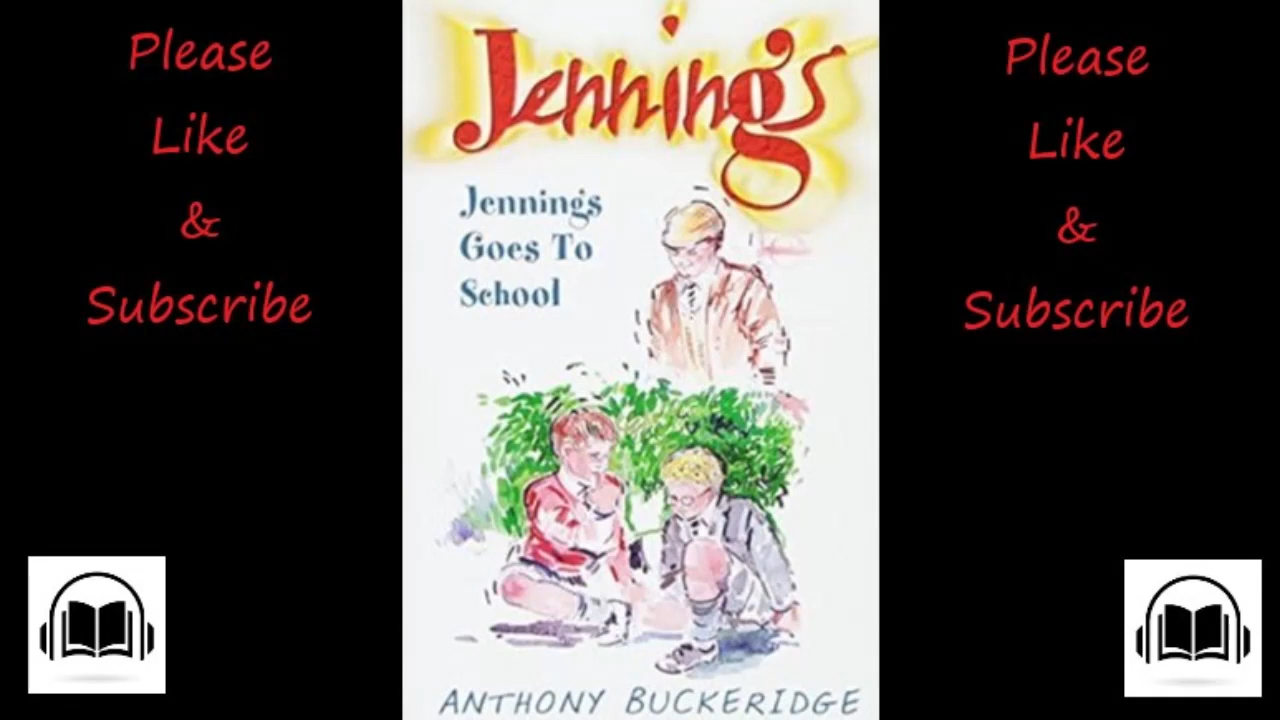 Please
Like
&
Subscribe
Jennings
Jennings
Goes To
School
ANTHONY BUCKERIDGE
Please
Like
&
Subscribe